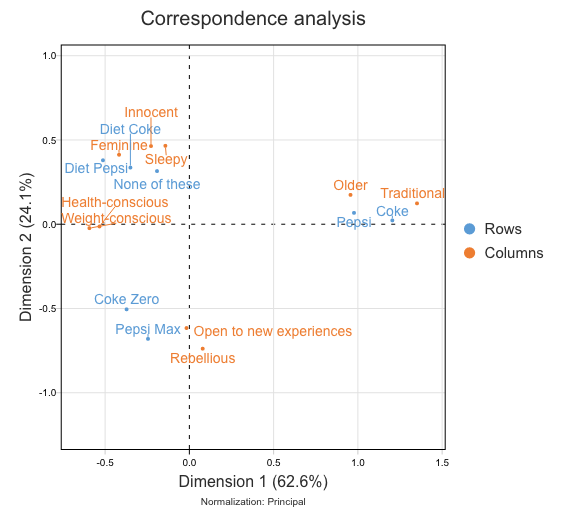 Correspondence analysis
Dimension 2 (24.1%)
1.0
0.5
0.0
-0.5
-1.0
Innocent
Diet Coke
Feminine
Sleepy
Diet Pepsi
None of these
Health-conscious
Weight-conscious
Older
Traditional
Coke
Pepsi
Coke Zero
Pepsi Max
Open to new experiences
Rebellious
Rows
Columns
-0.5
0.0
0.5
1.0
1.5
Dimension 1 (62.6%)
Normalization: Principal